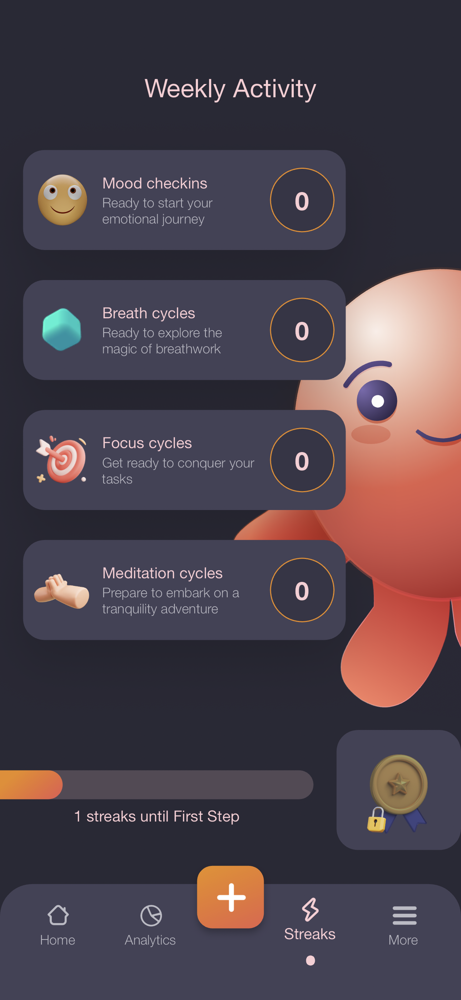 Weekly Activity
Mood checkins
Ready to start your
emotional journey
0
Breath cycles
Ready to explore the
magic of breathwork
0
Focus cycles
Get ready to conquer your
tasks
0
Meditation cycles
Prepare to embark on a
tranquility adventure
0
1 streaks until First Step
Home
Analytics
Streaks
More